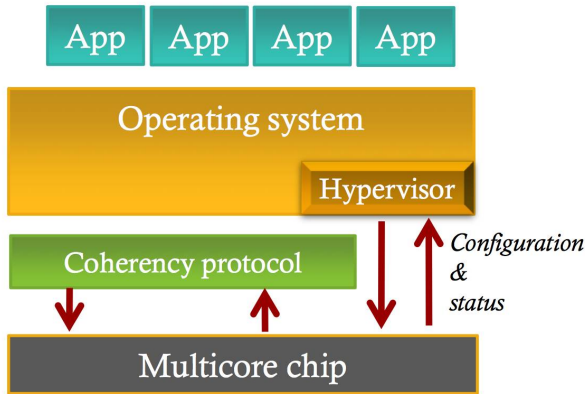 App App App App
Operating system
Hypervisor
Configuration
&
status
Coherency protocol
Multicore chip